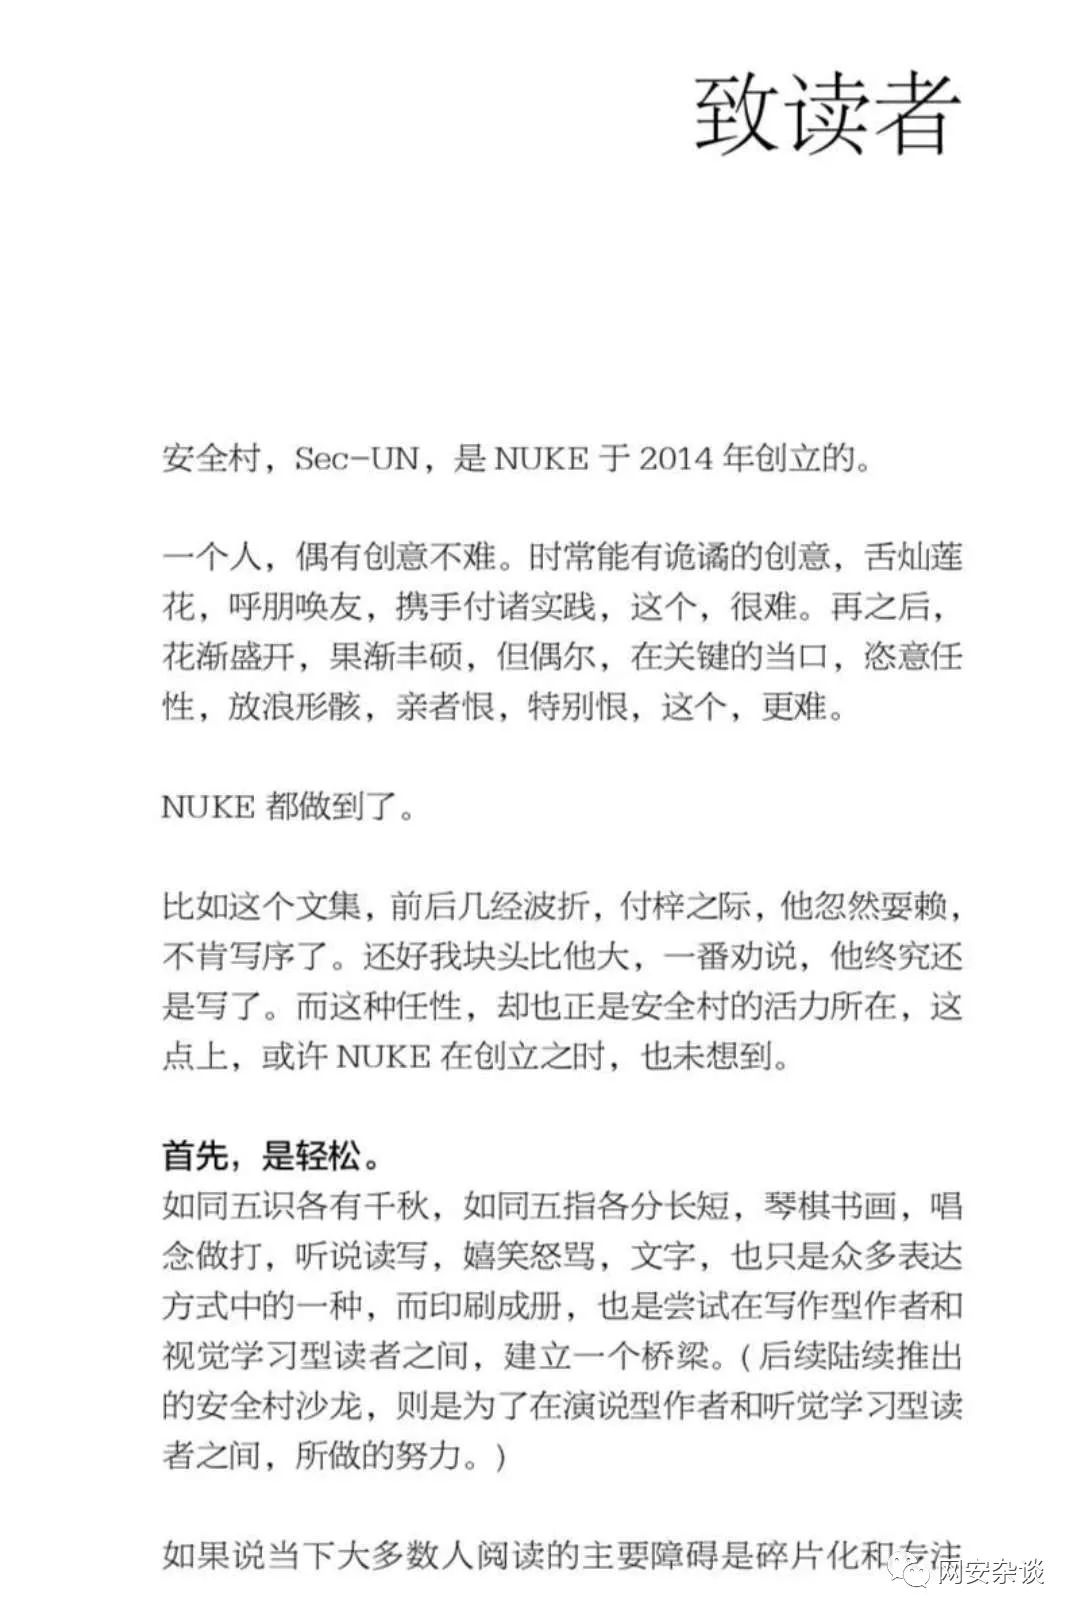 致读者
安全村，Sec-UN，是 NUKE 于 2014 年创立的。
一个人，偶有创意不难。时常能有诡谲的创意，舌灿莲
花，呼朋唤友，携手付诸实践，这个，很难。再之后，
花渐盛开，果渐丰硕，但偶尔，在关键的当口，恣意任
性，放浪形骸，亲者恨，特别恨，这个，更难。
NUKE 都做到了。
比如这个文集，前后几经波折，付梓之际，他忽然耍赖，
不肯写序了。还好我块头比他大，一番劝说，他终究还
是写了。而这种任性，却也正是安全村的活力所在，这
点上，或许 NUKE 在创立之时，也未想到。
首先，是轻松。
如同五识各有千秋，如同五指各分长短，琴棋书画，唱
念做打，听说读写，嬉笑怒骂，文字，也只是众多表达
方式中的一种，而印刷成册，也是尝试在写作型作者和
视觉学习型读者之间，建立一个桥梁。( 后续陆续推出
的安全村沙龙，则是为了在演说型作者和听觉学习型读
者之间，所做的努力。)
如果说当下大多数人阅读的主要障碍是碎片化和专注
网安杂谈